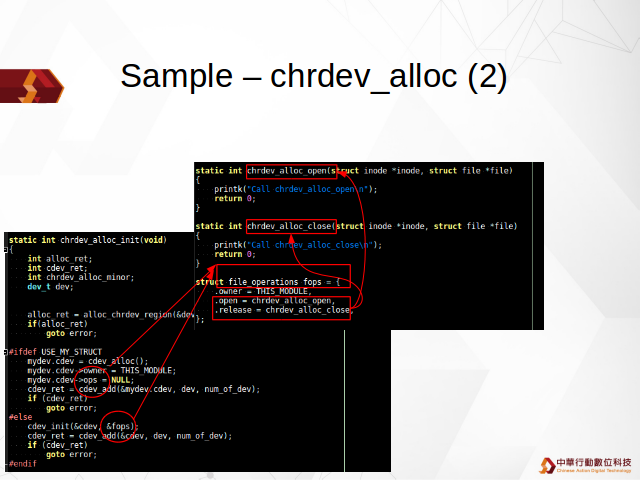 Sample – chrdev_alloc (2)
static int chrdev_alloc_open(struct inode *inode, struct file *file)
{
printk("Call chrdev_alloc_open\n");
return 0;
}
static int chrdev_alloc_close(struct inode *inode, struct file *file)
{
printk("Call chrdev_alloc_close\n");
return 0;
}
struct file_operations fops = {
.owner = THIS_MODULE,
.open = chrdev_alloc_open,
.release = chrdev_alloc_close,
};
static int chrdev_alloc_init(void)
{
int alloc_ret;
int cdev_ret;
int chrdev_alloc_minor;
dev_t dev;
alloc_ret = alloc_chrdev_region(&dev
if(alloc_ret)
goto error;
#ifdef USE_MY_STRUCT
mydev.cdev = cdev_alloc();
mydev.cdev->owner = THIS_MODULE;
mydev.cdev->ops = NULL;
cdev_ret = cdev_add(&mydev.cdev, dev, num_of_dev);
if (cdev_ret)
goto error;
#else
cdev_init(&cdev, &fops);
cdev_ret = cdev_add(&cdev, dev, num_of_dev);
if (cdev_ret)
goto error;
#endif
中華行動數位科技
Chinese Action Digital Technology